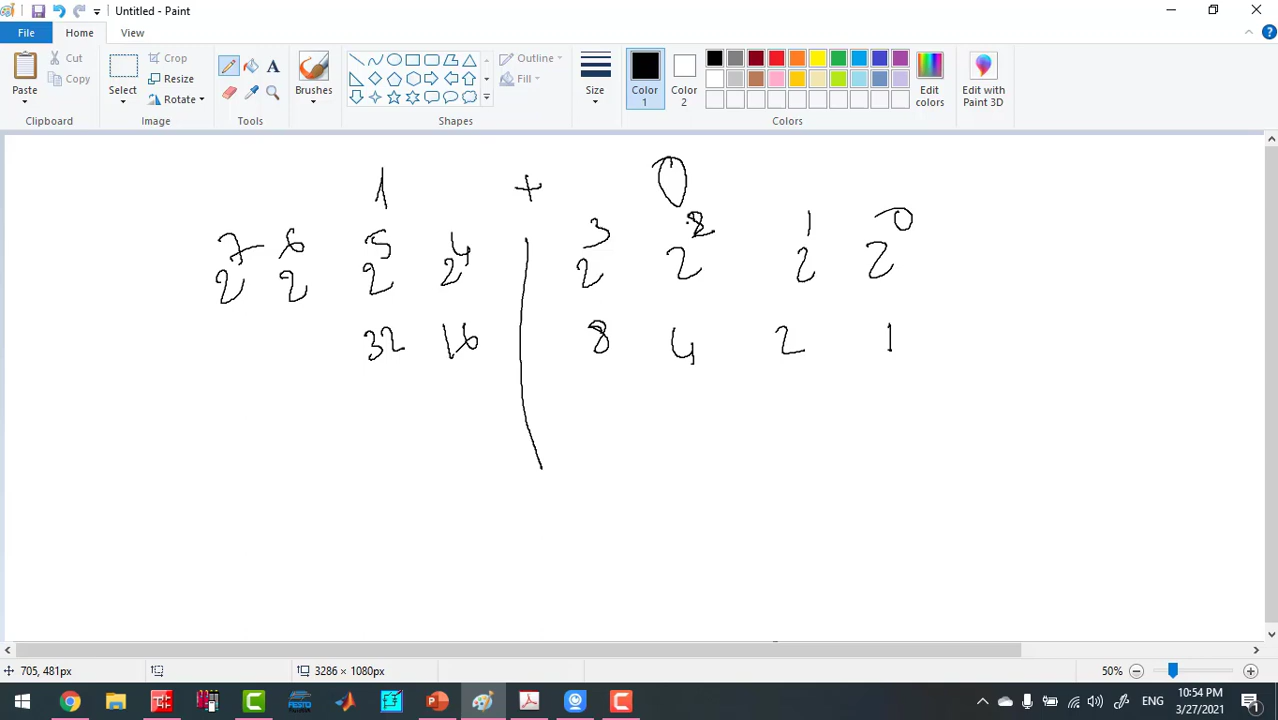 Untitled - Paint
File Home View
Paste Cut Copy Select Crop Resize Rotate Brushes Outline Fill Size Color 1 Color 2 Edit colors Edit with Paint 3D
Clipboard Image Tools Shapes Colors
1 + 0
7 6 5 4 3 2 1 0
2 2 2 2 2 2 2 2
32 16 8 4 2 1
705, 481px 3286 × 1080px 50%
FESTO ENG 10:54 PM
3/27/2021